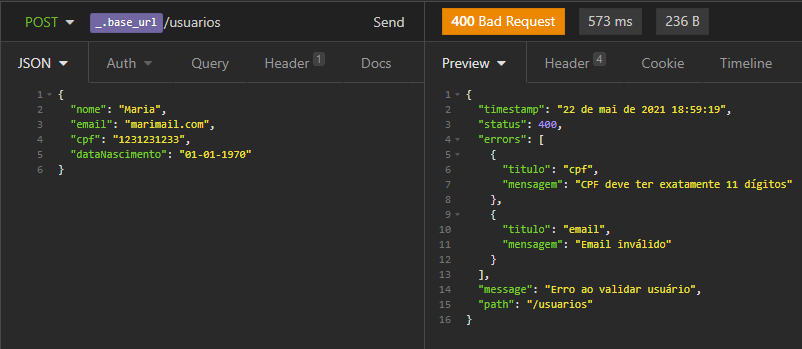 POST _.base_url /usuarios Send
JSON Auth Query Header 1 Docs
1 {
2 "nome": "Maria",
3 "email": "marimail.com",
4 "cpf": "1231231233",
5 "dataNascimento": "01-01-1970"
6 }
400 Bad Request 573 ms 236 B
Preview Header 4 Cookie Timeline
1 {
2 "timestamp": "22 de mai de 2021 18:59:19",
3 "status": 400,
4 "errors": [
5 {
6 "titulo": "cpf",
7 "mensagem": "CPF deve ter exatamente 11 dígitos"
8 },
9 {
10 "titulo": "email",
11 "mensagem": "Email inválido"
12 }
13 ],
14 "message": "Erro ao validar usuário",
15 "path": "/usuarios"
16 }